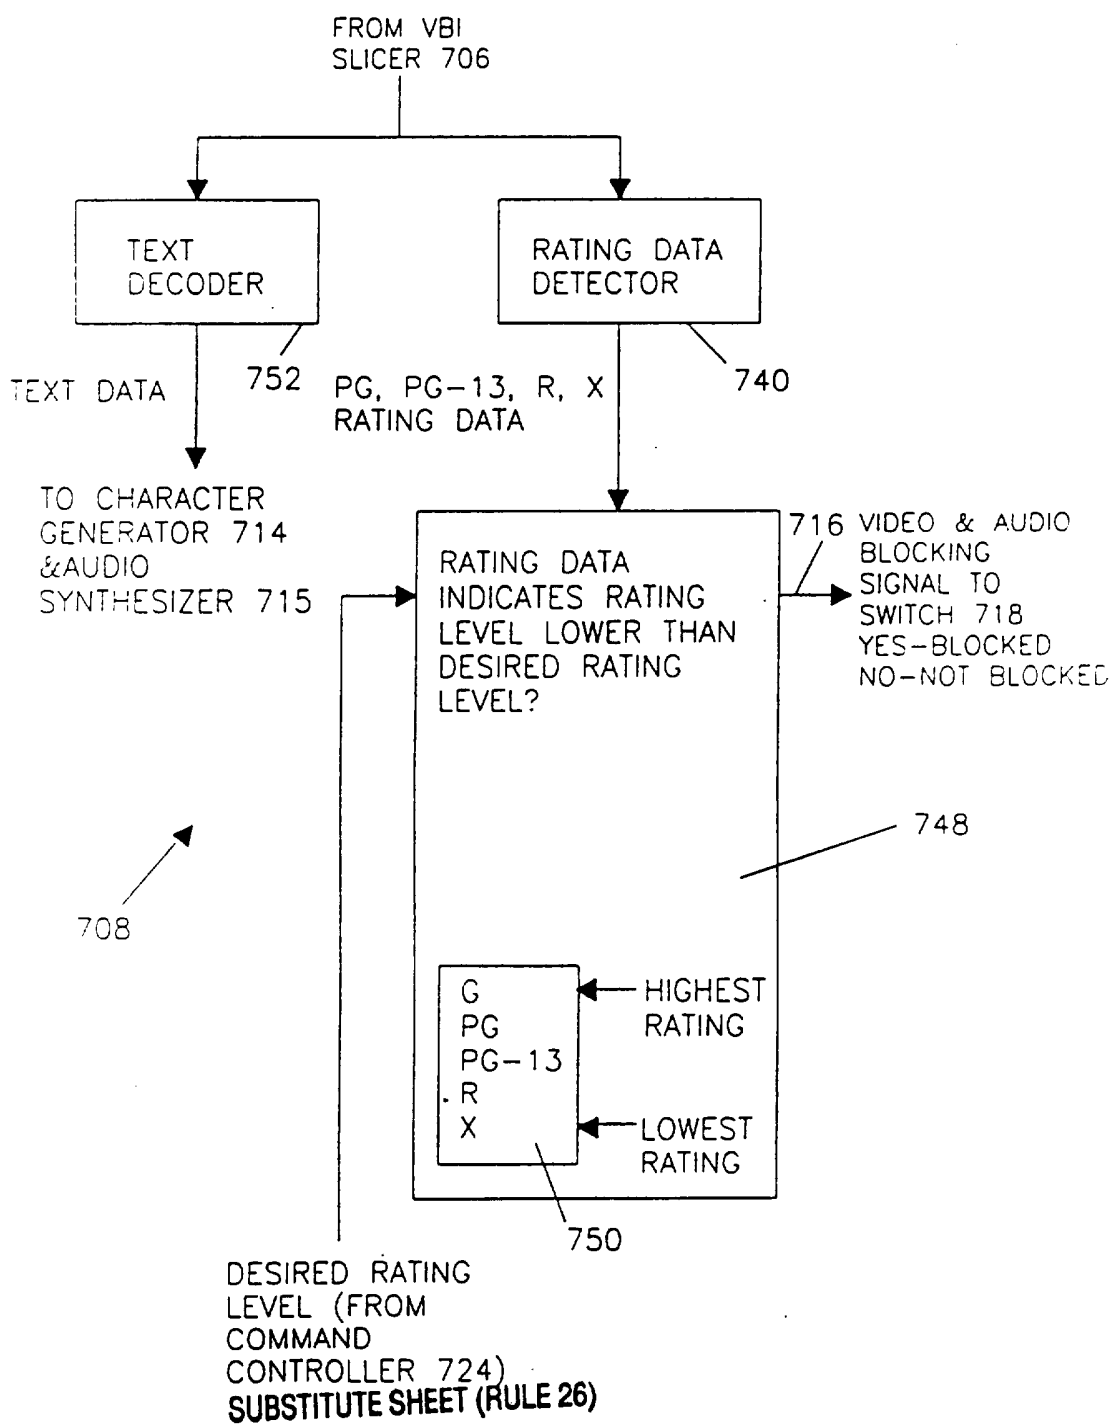 FROM VBI
SLICER 706
TEXT
DECODER
RATING DATA
DETECTOR
752
740
TEXT DATA
PG, PG-13, R, X
RATING DATA
TO CHARACTER
GENERATOR 714
&AUDIO
SYNTHESIZER 715
RATING DATA
INDICATES RATING
LEVEL LOWER THAN
DESIRED RATING
LEVEL?
716
VIDEO & AUDIO
BLOCKING
SIGNAL TO
SWITCH 718
YES-BLOCKED
NO-NOT BLOCKED
748
708
G
PG
PG-13
R
X
HIGHEST
RATING
LOWEST
RATING
750
DESIRED RATING
LEVEL (FROM
COMMAND
CONTROLLER 724)
SUBSTITUTE SHEET (RULE 26)